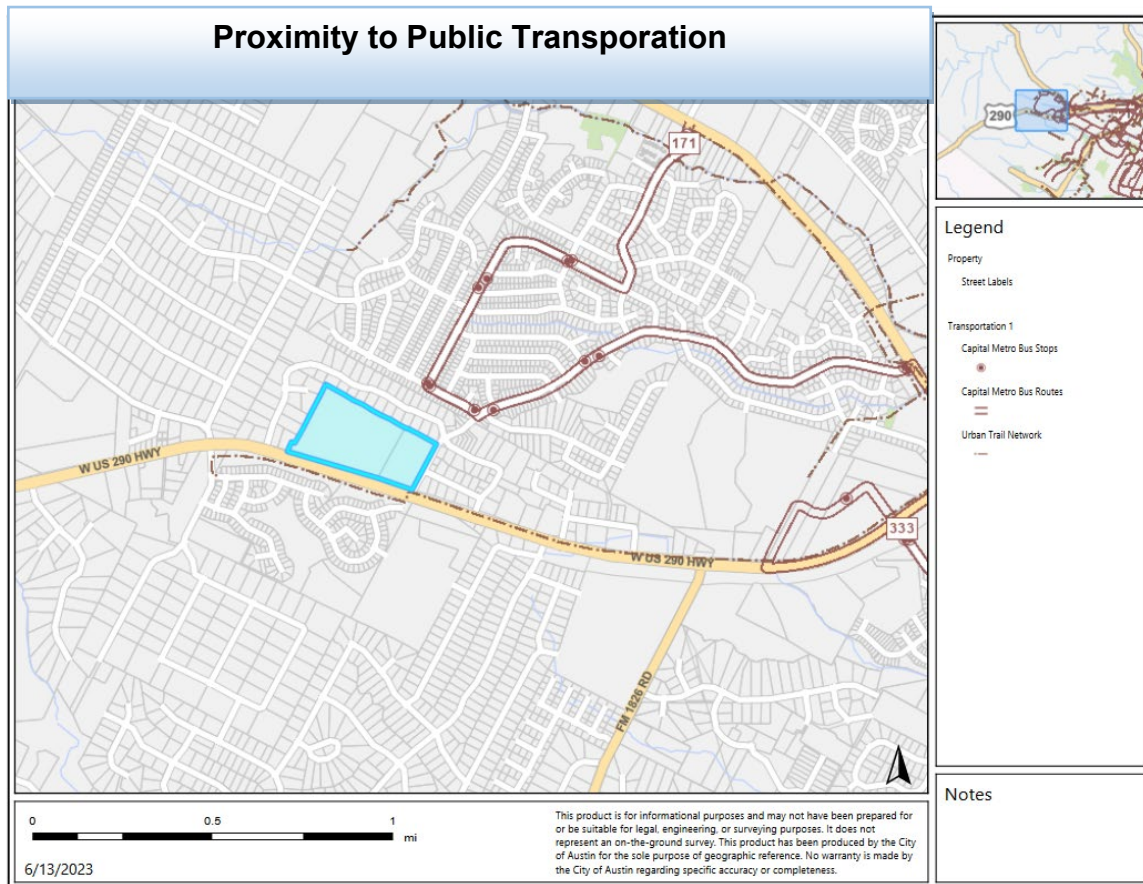 Proximity to Public Transporation
290
171
W US 290 HWY
333
W US 290 HWY
FM 1826 RD
Legend
Property
Street Labels
Transportation 1
Capital Metro Bus Stops
Capital Metro Bus Routes
Urban Trail Network
Notes
0 0.5 1
mi
6/13/2023
This product is for informational purposes and may not have been prepared for
or be suitable for legal, engineering, or surveying purposes. It does not
represent an on-the-ground survey. This product has been produced by the City
of Austin for the sole purpose of geographic reference. No warranty is made by
the City of Austin regarding specific accuracy or completeness.